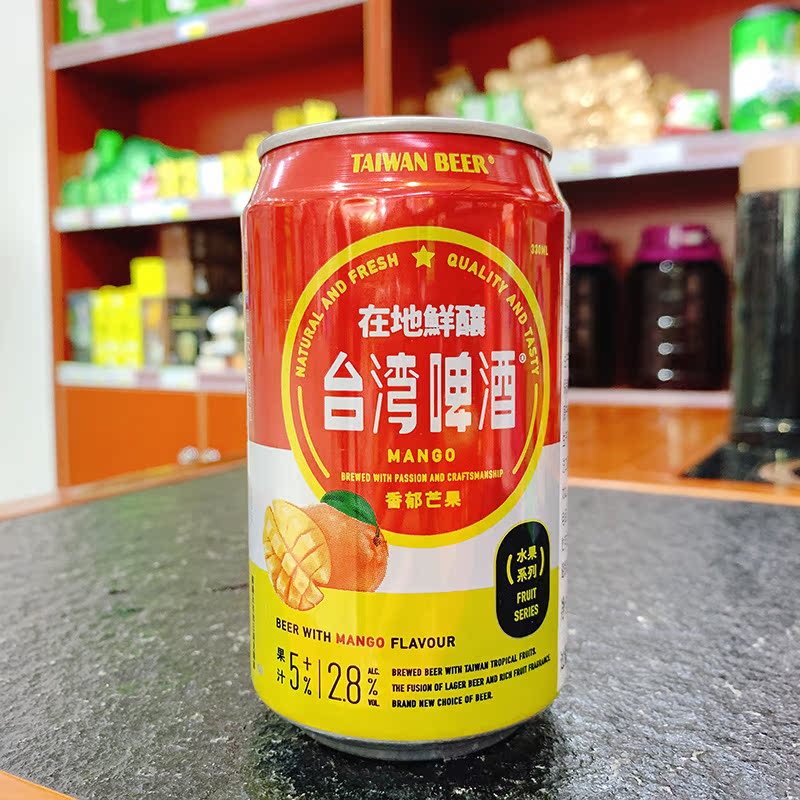 TAIWAN BEER®
330ML
NATURAL AND FRESH ★ QUALITY AND TASTY
在地鮮釀
台湾啤酒®
MANGO
BREWED WITH PASSION AND CRAFTSMANSHIP
香郁芒果
(水果
系列)
FRUIT
SERIES
BEER WITH MANGO FLAVOUR
果汁 5+% | 2.8 ALC. % VOL.
BREWED BEER WITH TAIWAN TROPICAL FRUITS.
THE FUSION OF LAGER BEER AND RICH FRUIT FRAGRANCE.
BRAND NEW CHOICE OF BEER.